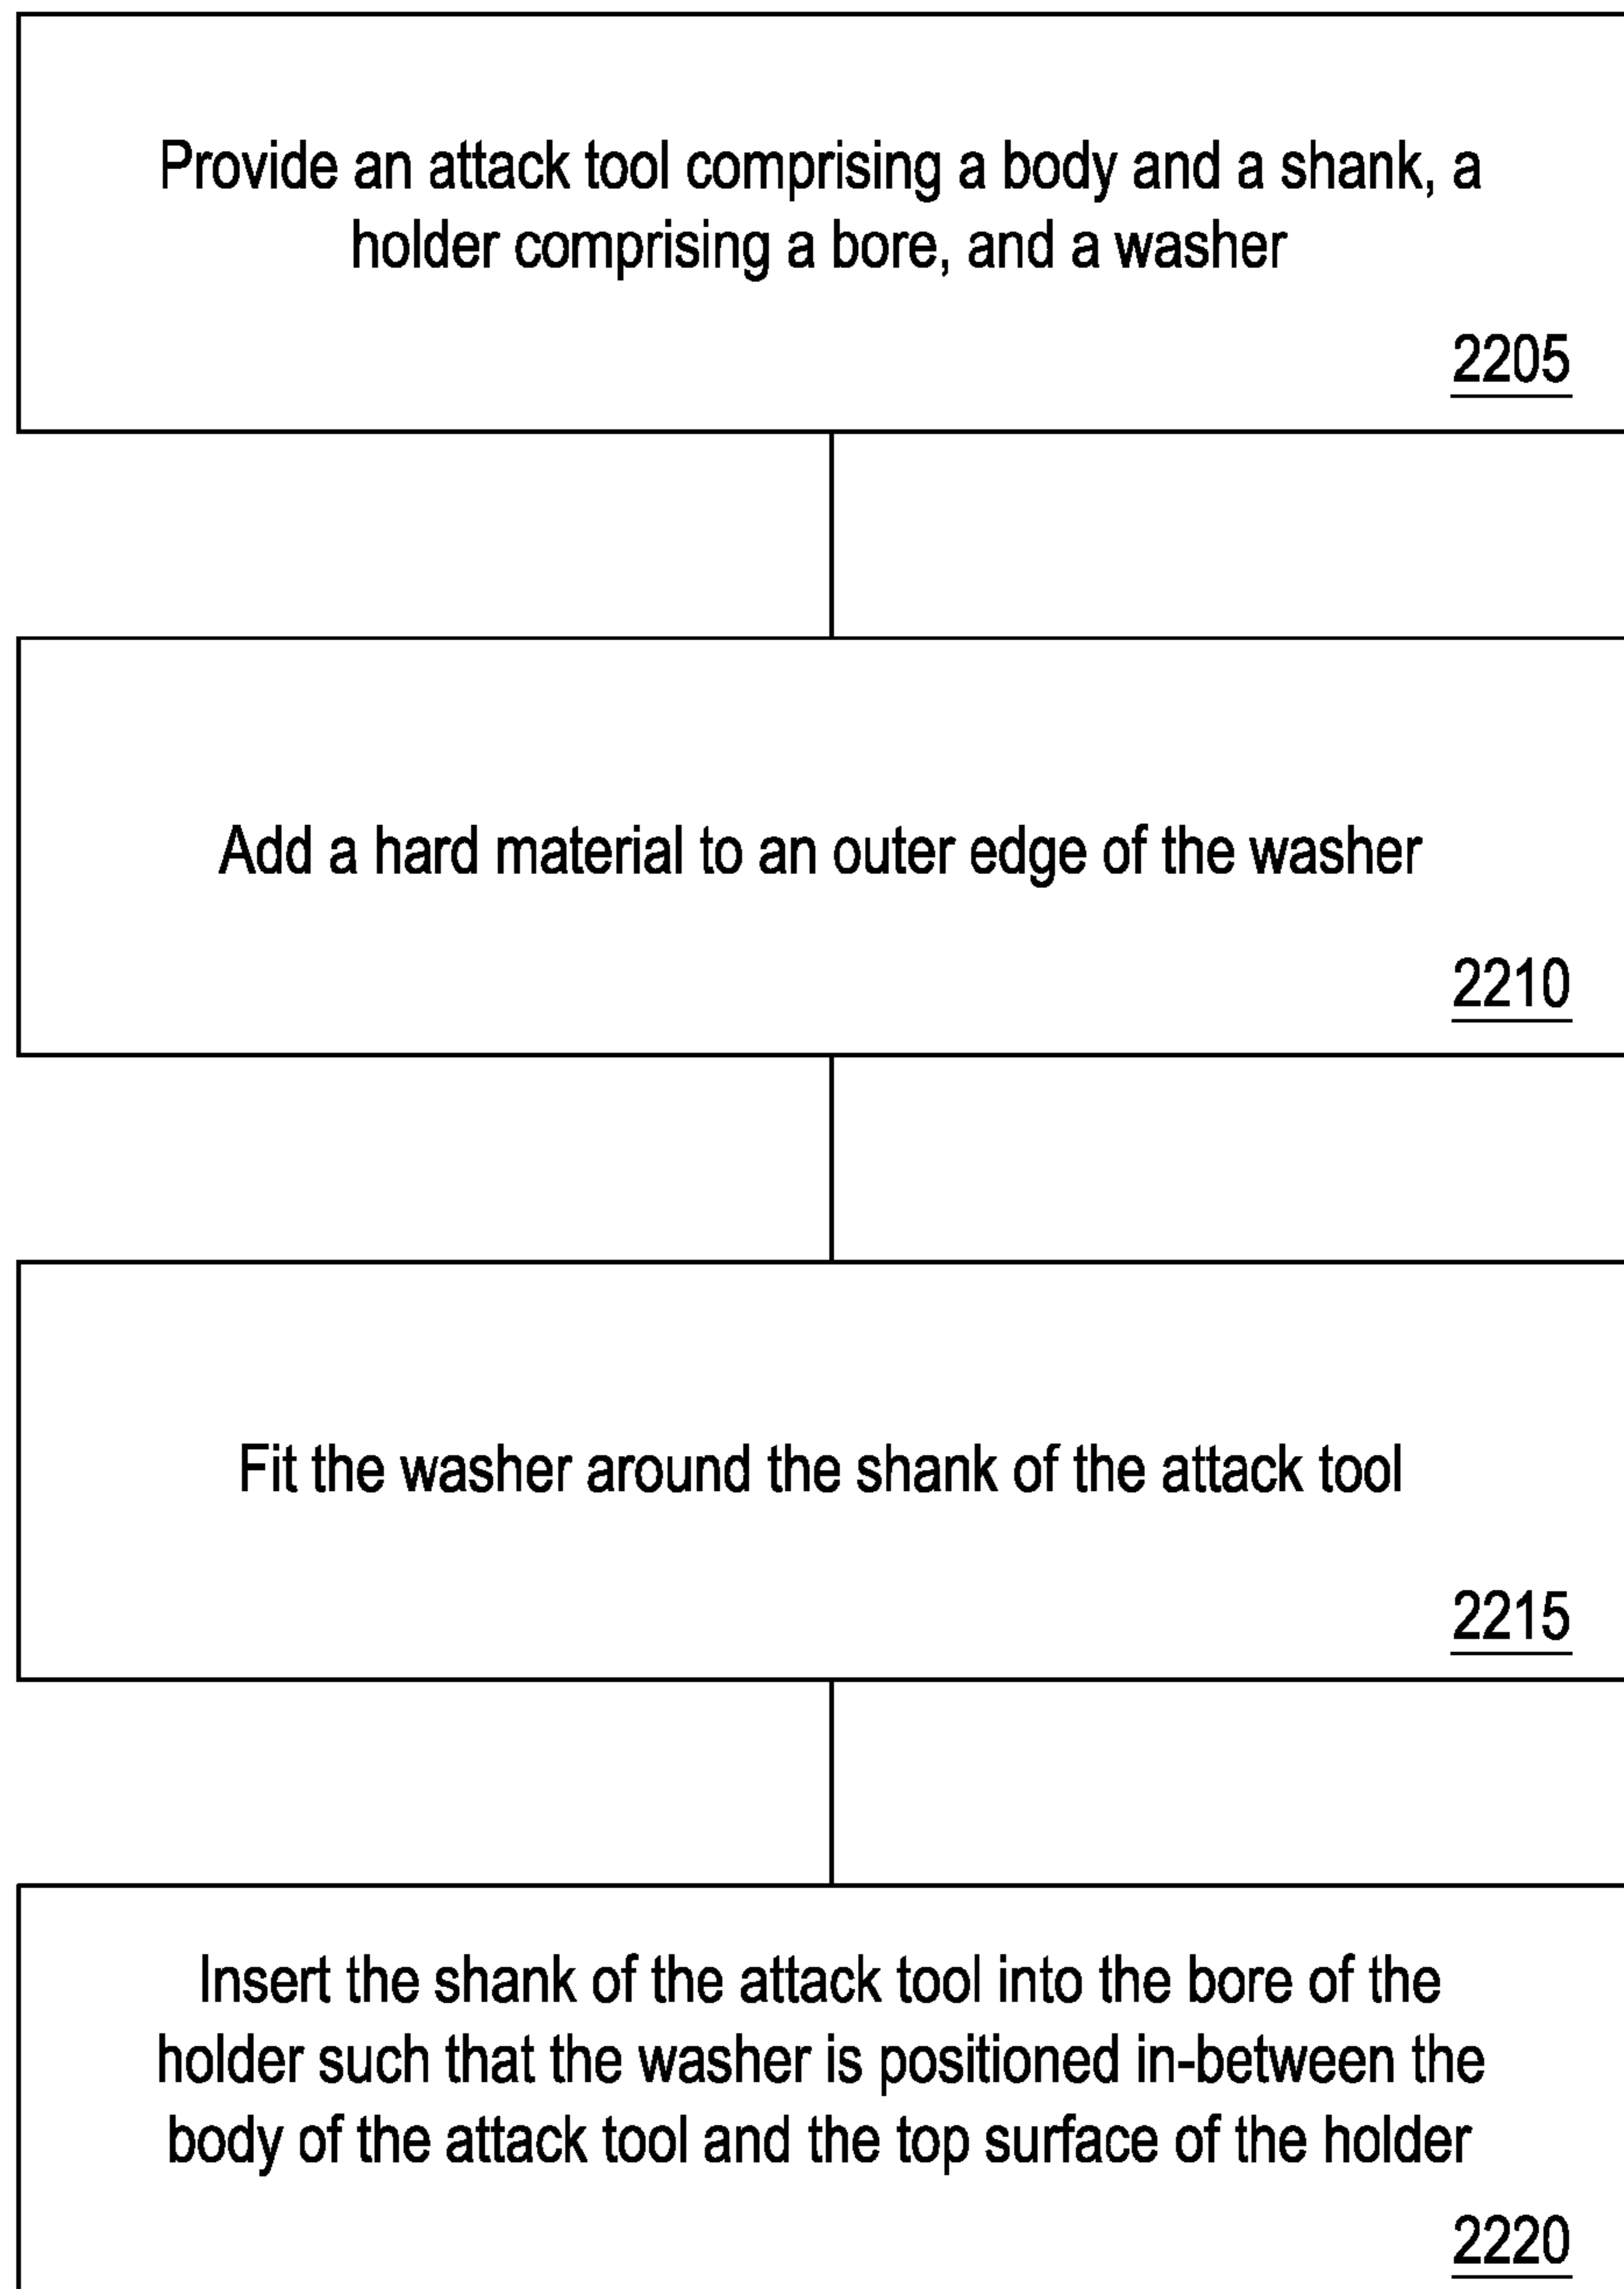 Provide an attack tool comprising a body and a shank, a
holder comprising a bore, and a washer
2205
Add a hard material to an outer edge of the washer
2210
Fit the washer around the shank of the attack tool
2215
Insert the shank of the attack tool into the bore of the
holder such that the washer is positioned in-between the
body of the attack tool and the top surface of the holder
2220